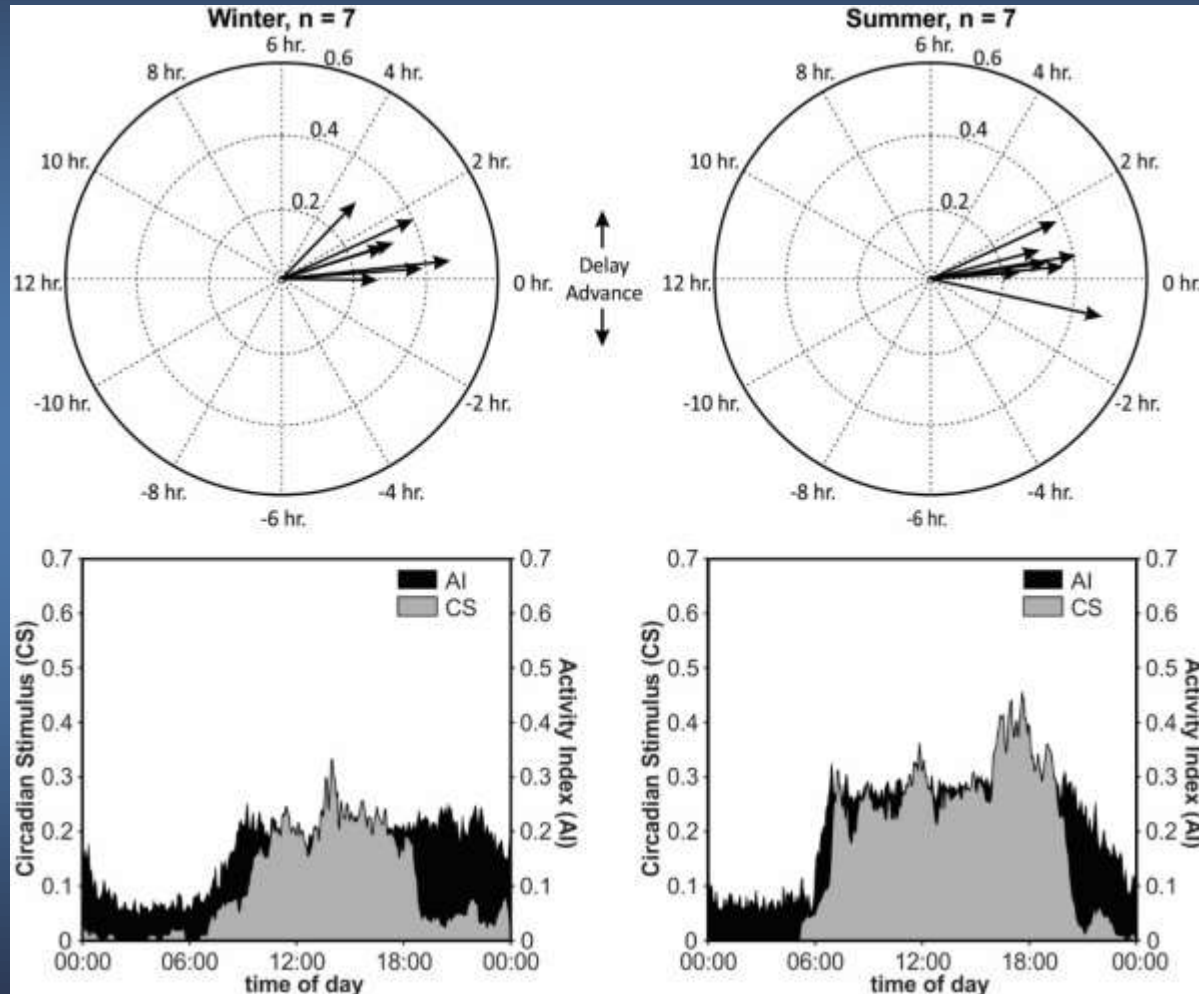 Winter, n = 7
6 hr.
0.6
8 hr.
4 hr.
0.4
10 hr.
2 hr.
0.2
12 hr.
0 hr.
-10 hr.
-2 hr.
-8 hr.
-4 hr.
-6 hr.
Delay
Advance
Summer, n = 7
6 hr.
0.6
8 hr.
4 hr.
0.4
10 hr.
2 hr.
0.2
12 hr.
0 hr.
-10 hr.
-2 hr.
-8 hr.
-4 hr.
-6 hr.
Circadian Stimulus (CS)
0.7
0.6
0.5
0.4
0.3
0.2
0.1
0
AI
CS
0.7
0.6
0.5
0.4
0.3
0.2
0.1
0
Activity Index (AI)
00:00 06:00 12:00 18:00 00:00
time of day
Circadian Stimulus (CS)
0.7
0.6
0.5
0.4
0.3
0.2
0.1
0
AI
CS
0.7
0.6
0.5
0.4
0.3
0.2
0.1
0
Activity Index (AI)
00:00 06:00 12:00 18:00 00:00
time of day